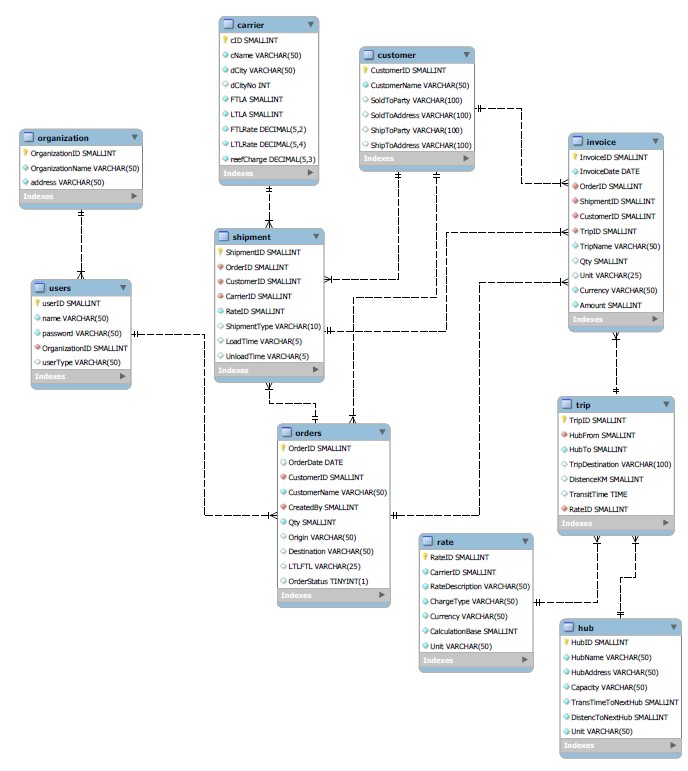 carrier
cID SMALLINT
cName VARCHAR(50)
dCity VARCHAR(50)
dCityNo INT
FTLA SMALLINT
LTLA SMALLINT
FTLRate DECIMAL(5,2)
LTLRate DECIMAL(5,4)
reefCharge DECIMAL(5,3)
Indexes
customer
CustomerID SMALLINT
CustomerName VARCHAR(50)
SoldToParty VARCHAR(100)
SoldToAddress VARCHAR(100)
ShipToParty VARCHAR(100)
ShipToAddress VARCHAR(100)
Indexes
organization
OrganizationID SMALLINT
OrganizationName VARCHAR(50)
address VARCHAR(50)
Indexes
invoice
InvoiceID SMALLINT
InvoiceDate DATE
OrderID SMALLINT
ShipmentID SMALLINT
CustomerID SMALLINT
TripID SMALLINT
TripName VARCHAR(50)
Qty SMALLINT
Unit VARCHAR(25)
Currency VARCHAR(50)
Amount SMALLINT
Indexes
shipment
ShipmentID SMALLINT
OrderID SMALLINT
CustomerID SMALLINT
CarrierID SMALLINT
RateID SMALLINT
ShipmentType VARCHAR(10)
LoadTime VARCHAR(5)
UnloadTime VARCHAR(5)
Indexes
users
userID SMALLINT
name VARCHAR(50)
password VARCHAR(50)
OrganizationID SMALLINT
userType VARCHAR(50)
Indexes
orders
OrderID SMALLINT
OrderDate DATE
CustomerID SMALLINT
CustomerName VARCHAR(50)
CreatedBy SMALLINT
Qty SMALLINT
Origin VARCHAR(50)
Destination VARCHAR(50)
LTLFTL VARCHAR(25)
OrderStatus TINYINT(1)
Indexes
trip
TripID SMALLINT
HubFrom SMALLINT
HubTo SMALLINT
TripDestination VARCHAR(100)
DistenceKM SMALLINT
TransitTime TIME
RateID SMALLINT
Indexes
rate
RateID SMALLINT
CarrierID SMALLINT
RateDescription VARCHAR(50)
ChargeType VARCHAR(50)
Currency VARCHAR(50)
CalculationBase SMALLINT
Unit VARCHAR(50)
Indexes
hub
HubID SMALLINT
HubName VARCHAR(50)
HubAddress VARCHAR(50)
Capacity VARCHAR(50)
TransTimeToNextHub SMALLINT
DistencToNextHub SMALLINT
Unit VARCHAR(50)
Indexes